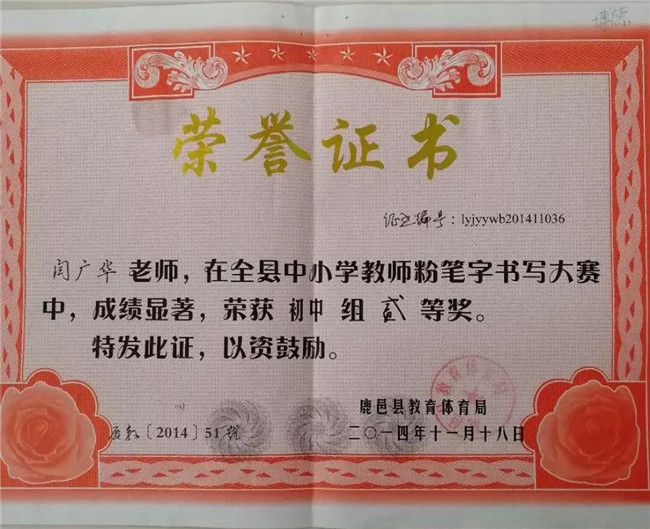 荣誉证书
证书编号：lyjyywb201411036
闫广华 老师，在全县中小学教师粉笔字书写大赛
中，成绩显著，荣获 初中 组 贰 等奖。
特发此证，以资鼓励。
鹿邑县教育体育局
〔2014〕51号
二〇一四年十一月十八日